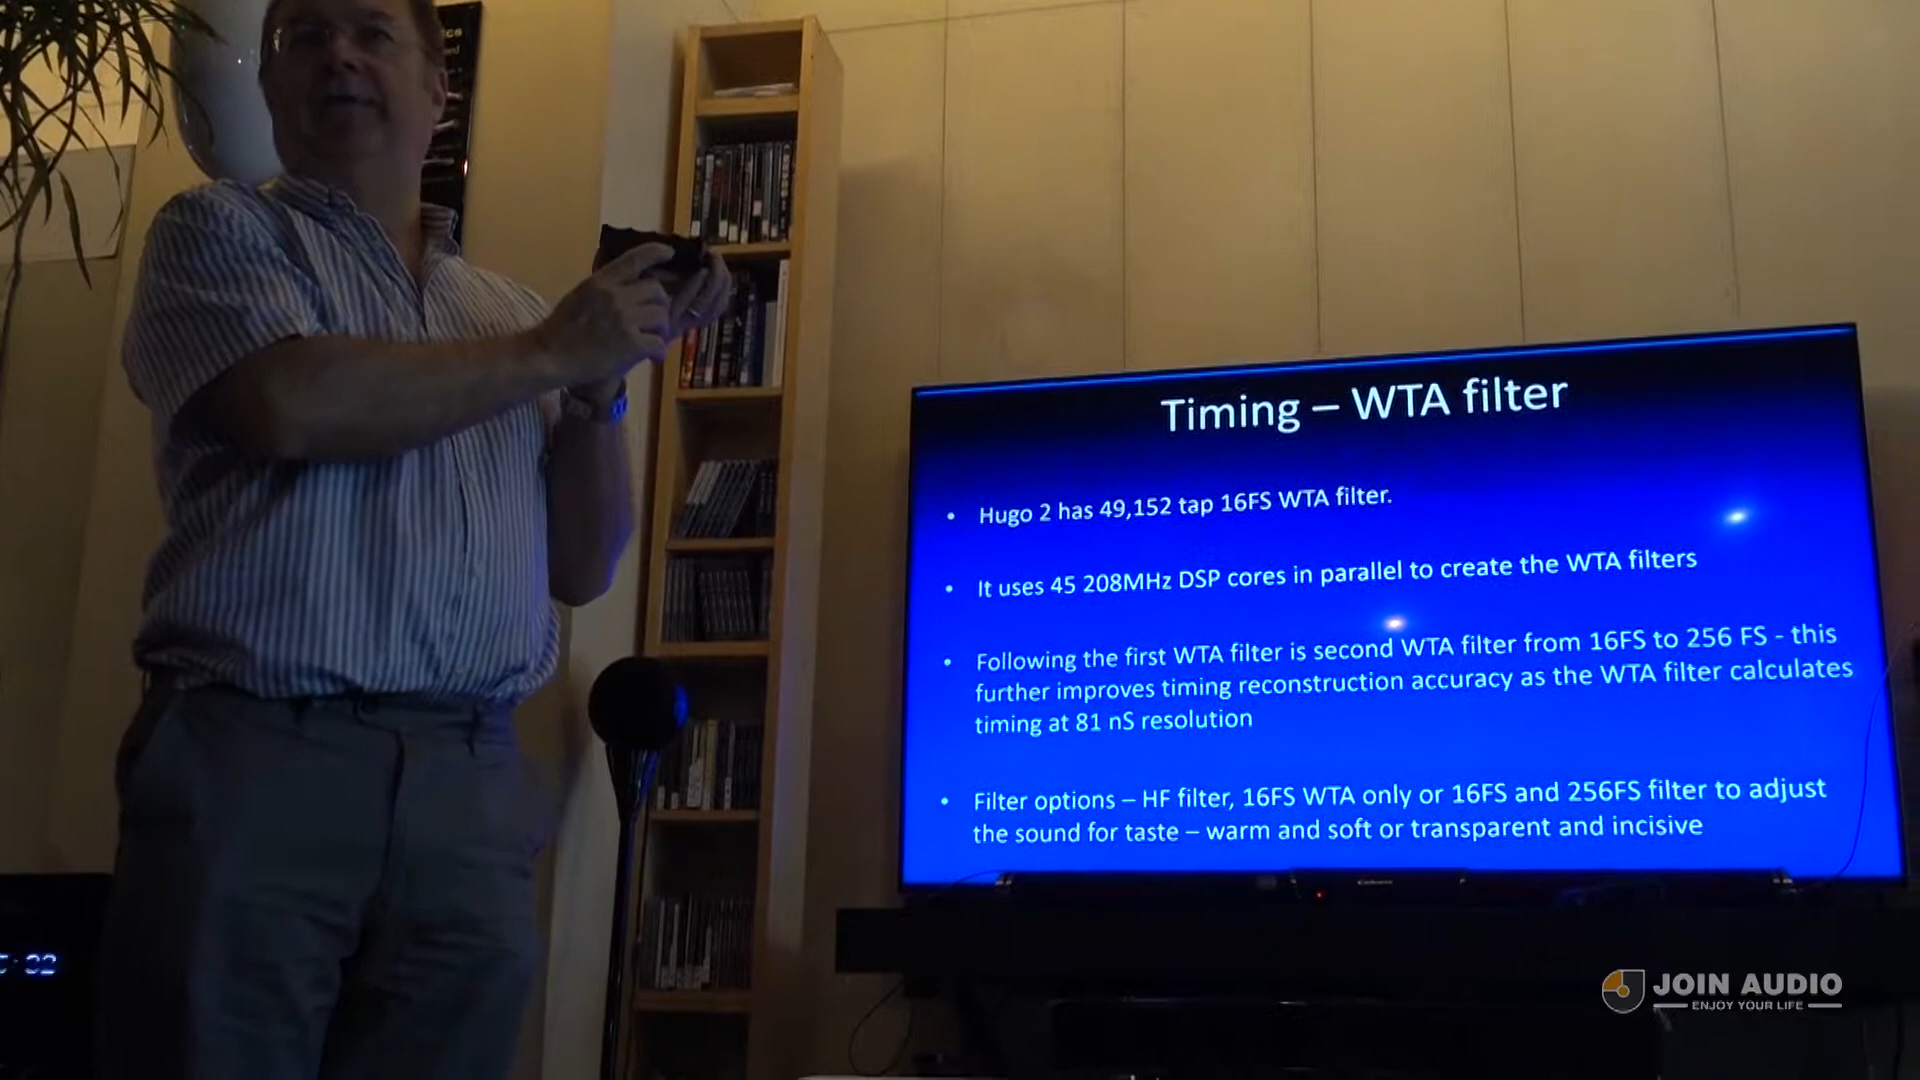 Timing – WTA filter
• Hugo 2 has 49,152 tap 16FS WTA filter.
• It uses 45 208MHz DSP cores in parallel to create the WTA filters
• Following the first WTA filter is second WTA filter from 16FS to 256 FS - this
further improves timing reconstruction accuracy as the WTA filter calculates
timing at 81 nS resolution
• Filter options – HF filter, 16FS WTA only or 16FS and 256FS filter to adjust
the sound for taste – warm and soft or transparent and incisive
JOIN AUDIO
ENJOY YOUR LIFE